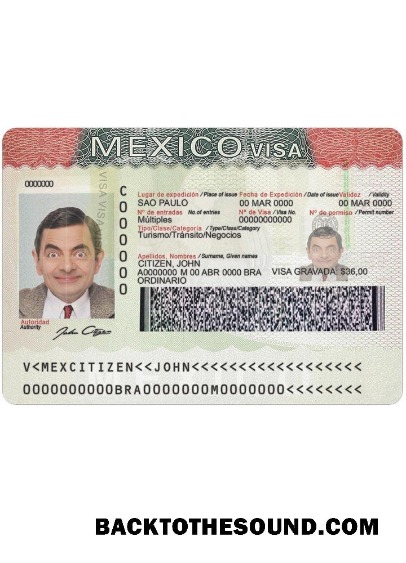 MEXICO VISA
0000000
C00000
Lugar de expedición / Place of issue Fecha de Expedición / Date of issue Validez / Validity
SAO PAULO 00 MAR 0000 00 MAR 0000
Nº de entradas No. of entries Nº de Visa / Visa No. Nº de permiso / Permit number
Múltiples 00000000000
Tipo/Clase/Categoría / Type/Class/Category
Turismo/Tránsito/Negocios
Apellidos, Nombres / Surname, Given names
CITIZEN, JOHN
A0000000 M 00 ABR 0000 BRA VISA GRAVADA: $36,00
ORDINARIO
Autoridad
Authority
V<MEXCITIZEN<<JOHN<<<<<<<<<<<<<<<<<<<
0000000000BRA0000000M0000000<<<<<<<<
BACKTOTHESOUND.COM